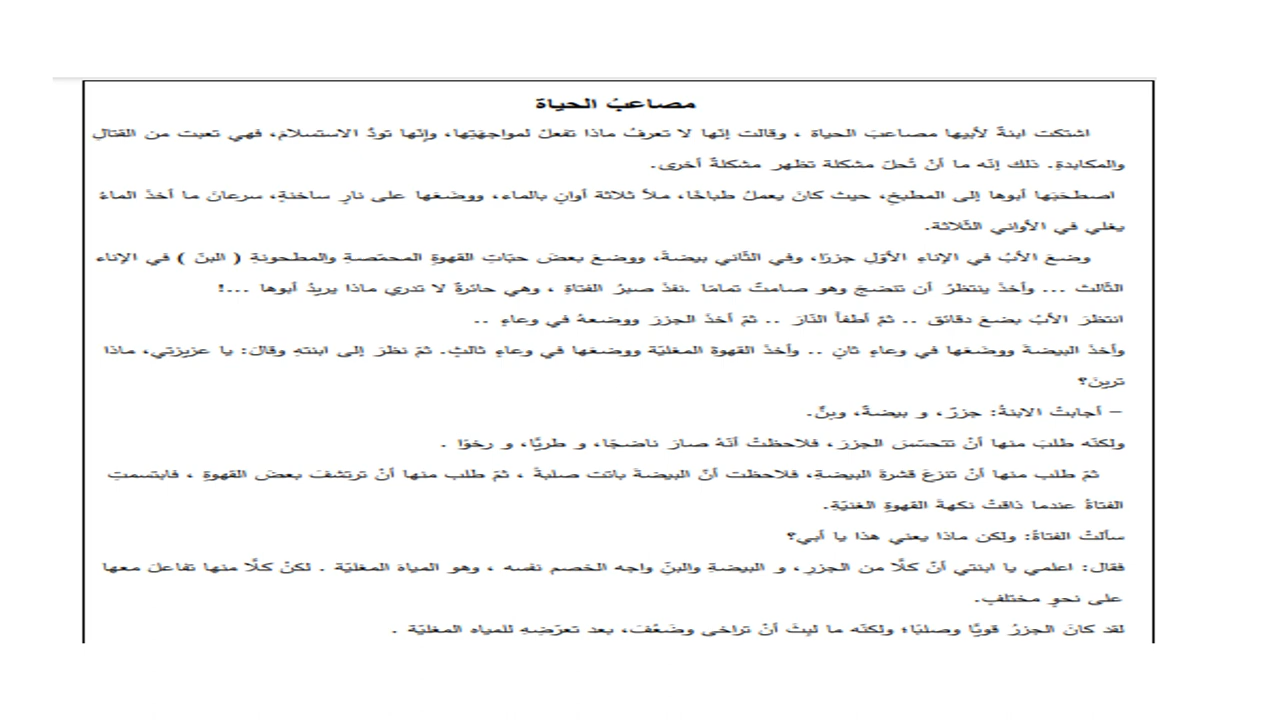 مصاعبُ الحياة
اشتكت ابنةٌ لأبيها مصاعبَ الحياة ، وقالت إنّها لا تعرفُ ماذا تفعلُ لمواجهَتِها، وإنّها تودُّ الاستسلامَ، فهي تعبت من القتالِ
والمكابدةِ. ذلك إنّه ما أنْ تُحلّ مشكلة تظهر مشكلةٌ أخرى.
اصطحبَها أبوها إلى المطبخِ، حيث كانَ يعملُ طباخًا، ملأ ثلاثة أوانٍ بالماء، ووضعَها على نارٍ ساخنةٍ، سرعانَ ما أخذَ الماءُ
يغلي في الأواني الثّلاثة.
وضعَ الأبُ في الإناءِ الأوّلِ جزرًا، وفي الثّاني بيضةً، ووضعَ بعضَ حبّاتِ القهوةِ المحمّصةِ والمطحونةِ ( البنّ ) في الإناء
الثّالث ... وأخذَ ينتظرُ أن تنضجَ وهو صامتٌ تمامًا .نفذَ صبرُ الفتاةِ ، وهي حائرةٌ لا تدري ماذا يريدُ أبوها ...!
انتظرَ الأبُ بضعَ دقائق .. ثمّ أطفأ النّارَ .. ثمّ أخذَ الجزرَ ووضعهُ في وعاءٍ ..
وأخذَ البيضةَ ووضعَها في وعاءٍ ثانٍ .. وأخذَ القهوةَ المغليّة ووضعَها في وعاءٍ ثالثٍ. ثمّ نظرَ إلى ابنتهِ وقالَ: يا عزيزتي، ماذا
ترينَ؟
– أجابتْ الابنةُ: جزرٌ، و بيضةٌ، وبنٌّ.
ولكنّه طلبَ منها أنْ تتحسّسَ الجزرَ، فلاحظتْ أنّهُ صارَ ناضجًا، و طريًّا، و رخوًا .
ثمّ طلب منها أنْ تنزعَ قشرةَ البيضةِ، فلاحظت أنّ البيضةَ باتت صلبةً ، ثمّ طلب منها أنْ ترتشفَ بعضَ القهوةِ ، فابتسمتِ
الفتاةُ عندما ذاقتْ نكهةَ القهوةِ الغنيّةِ.
سألتْ الفتاةُ: ولكن ماذا يعني هذا يا أبي؟
فقال: اعلمي يا ابنتي أنّ كلًّا من الجزرِ، و البيضةِ والبنّ واجه الخصم نفسه ، وهو المياة المغليّة . لكنّ كلًّا منها تفاعلَ معها
على نحوٍ مختلفٍ.
لقد كانَ الجزرُ قويًّا وصلبًا؛ ولكنّه ما لبِثَ أنْ تراخى وضَعُفَ، بعد تعرّضِهِ للمياه المغليّة .